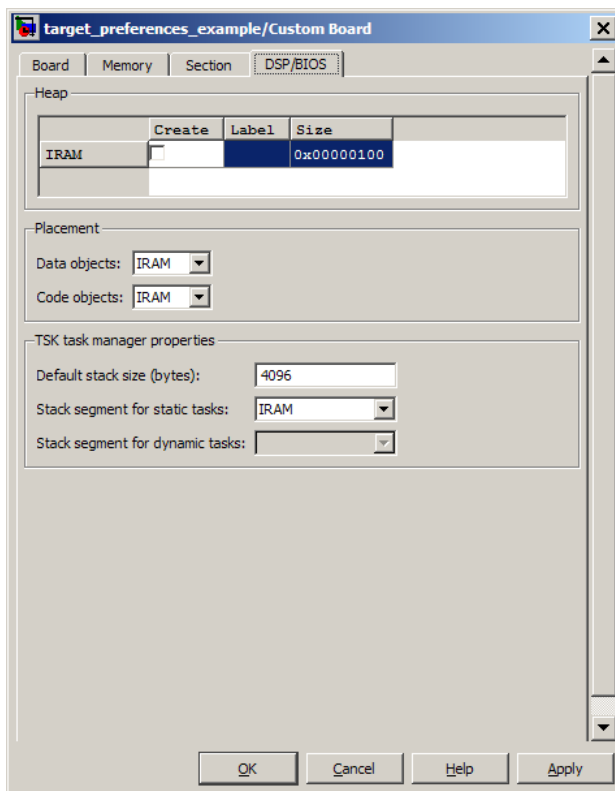 target_preferences_example/Custom Board
Board Memory Section DSP/BIOS
Heap
Create Label Size
IRAM 0x00000100
Placement
Data objects: IRAM
Code objects: IRAM
TSK task manager properties
Default stack size (bytes): 4096
Stack segment for static tasks: IRAM
Stack segment for dynamic tasks:
OK Cancel Help Apply